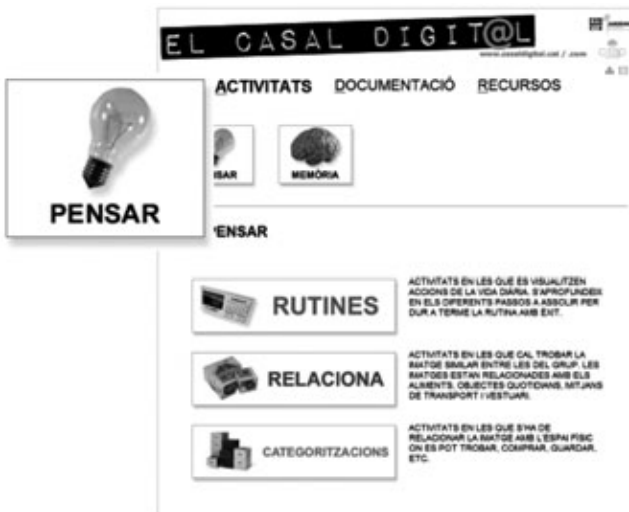 EL CASAL DIGIT@L
www.casaldigital.cat / .com
ACTIVITATS DOCUMENTACIÓ RECURSOS
PENSAR
SAR
MEMÒRIA
PENSAR
RUTINES
ACTIVITATS EN LES QUE ES VISUALITZEN
ACCIONS DE LA VIDA DIÀRIA. S'APROFUNDEIX
EN ELS DIFERENTS PASSOS A ASSOLIR PER
DUR A TERME LA RUTINA AMB ÈXIT.
RELACIONA
ACTIVITATS EN LES QUE CAL TROBAR LA
IMATGE SIMILAR ENTRE LES DEL GRUP. LES
IMATGES ESTAN RELACIONADES AMB ELS
ALIMENTS, OBJECTES QUOTIDIANS, MITJANS
DE TRANSPORT I VESTUARI.
CATEGORITZACIONS
ACTIVITATS EN LES QUE S'HA DE
RELACIONAR LA IMATGE AMB L'ESPAI FÍSIC
ON ES POT TROBAR, COMPRAR, GUARDAR,
ETC.